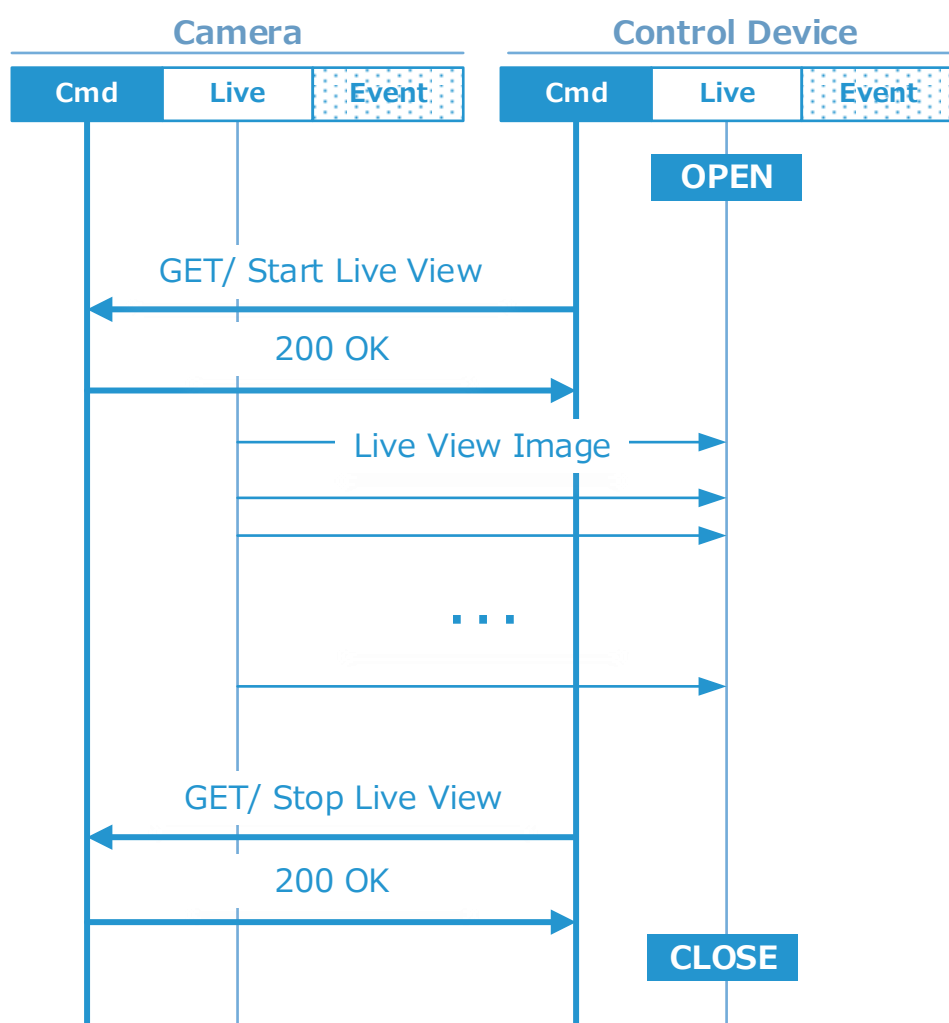 Camera Control Device
Cmd Live Event Cmd Live Event
OPEN
GET/ Start Live View
200 OK
Live View Image
...
GET/ Stop Live View
200 OK
CLOSE